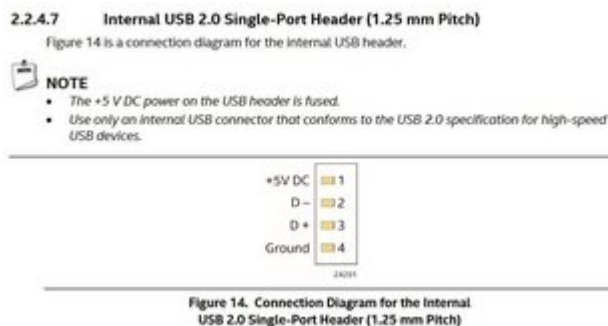 2.2.4.7 Internal USB 2.0 Single-Port Header (1.25 mm Pitch)
Figure 14 is a connection diagram for the internal USB header.
NOTE
• The +5 V DC power on the USB header is fused.
• Use only an internal USB connector that conforms to the USB 2.0 specification for high-speed
USB devices.
+5V DC 1
D − 2
D + 3
Ground 4
Figure 14. Connection Diagram for the Internal
USB 2.0 Single-Port Header (1.25 mm Pitch)